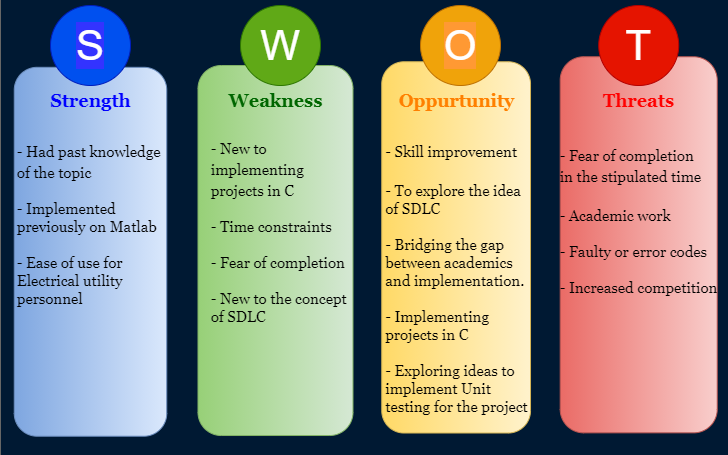 S
Strength
- Had past knowledge
of the topic
- Implemented
previously on Matlab
- Ease of use for
Electrical utility
personnel
W
Weakness
- New to
implementing
projects in C
- Time constraints
- Fear of completion
- New to the concept
of SDLC
O
Oppurtunity
- Skill improvement
- To explore the idea
of SDLC
- Bridging the gap
between academics
and implementation.
- Implementing
projects in C
- Exploring ideas to
implement Unit
testing for the project
T
Threats
- Fear of completion
in the stipulated time
- Academic work
- Faulty or error codes
- Increased competition